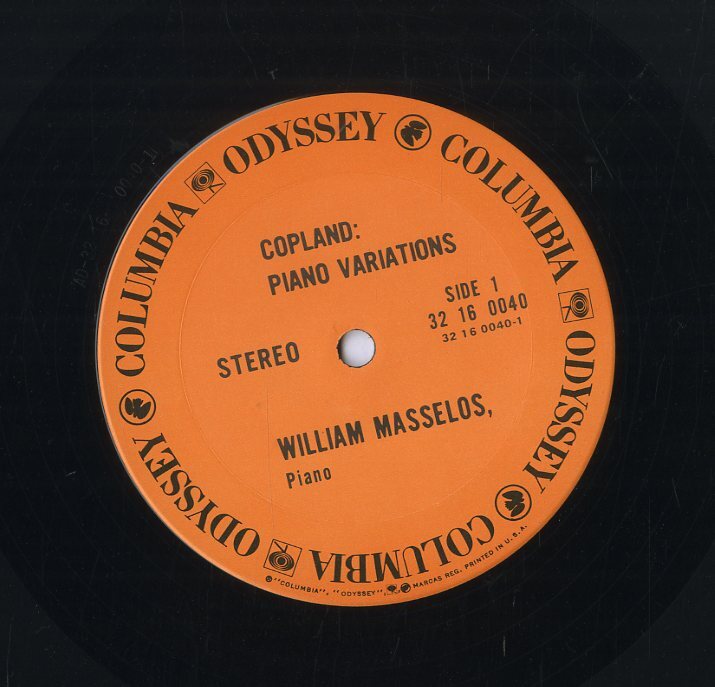 COLUMBIA ODYSSEY COLUMBIA ODYSSEY COLUMBIA ODYSSEY
COPLAND:
PIANO VARIATIONS
SIDE 1
32 16 0040
32 16 0040-1
STEREO
WILLIAM MASSELOS,
Piano
"COLUMBIA", "ODYSSEY", MARCAS REG. PRINTED IN U.S.A.